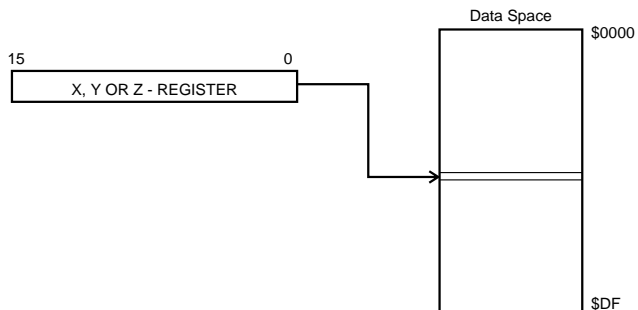 Data Space
$0000
15 0
X, Y OR Z - REGISTER
$DF